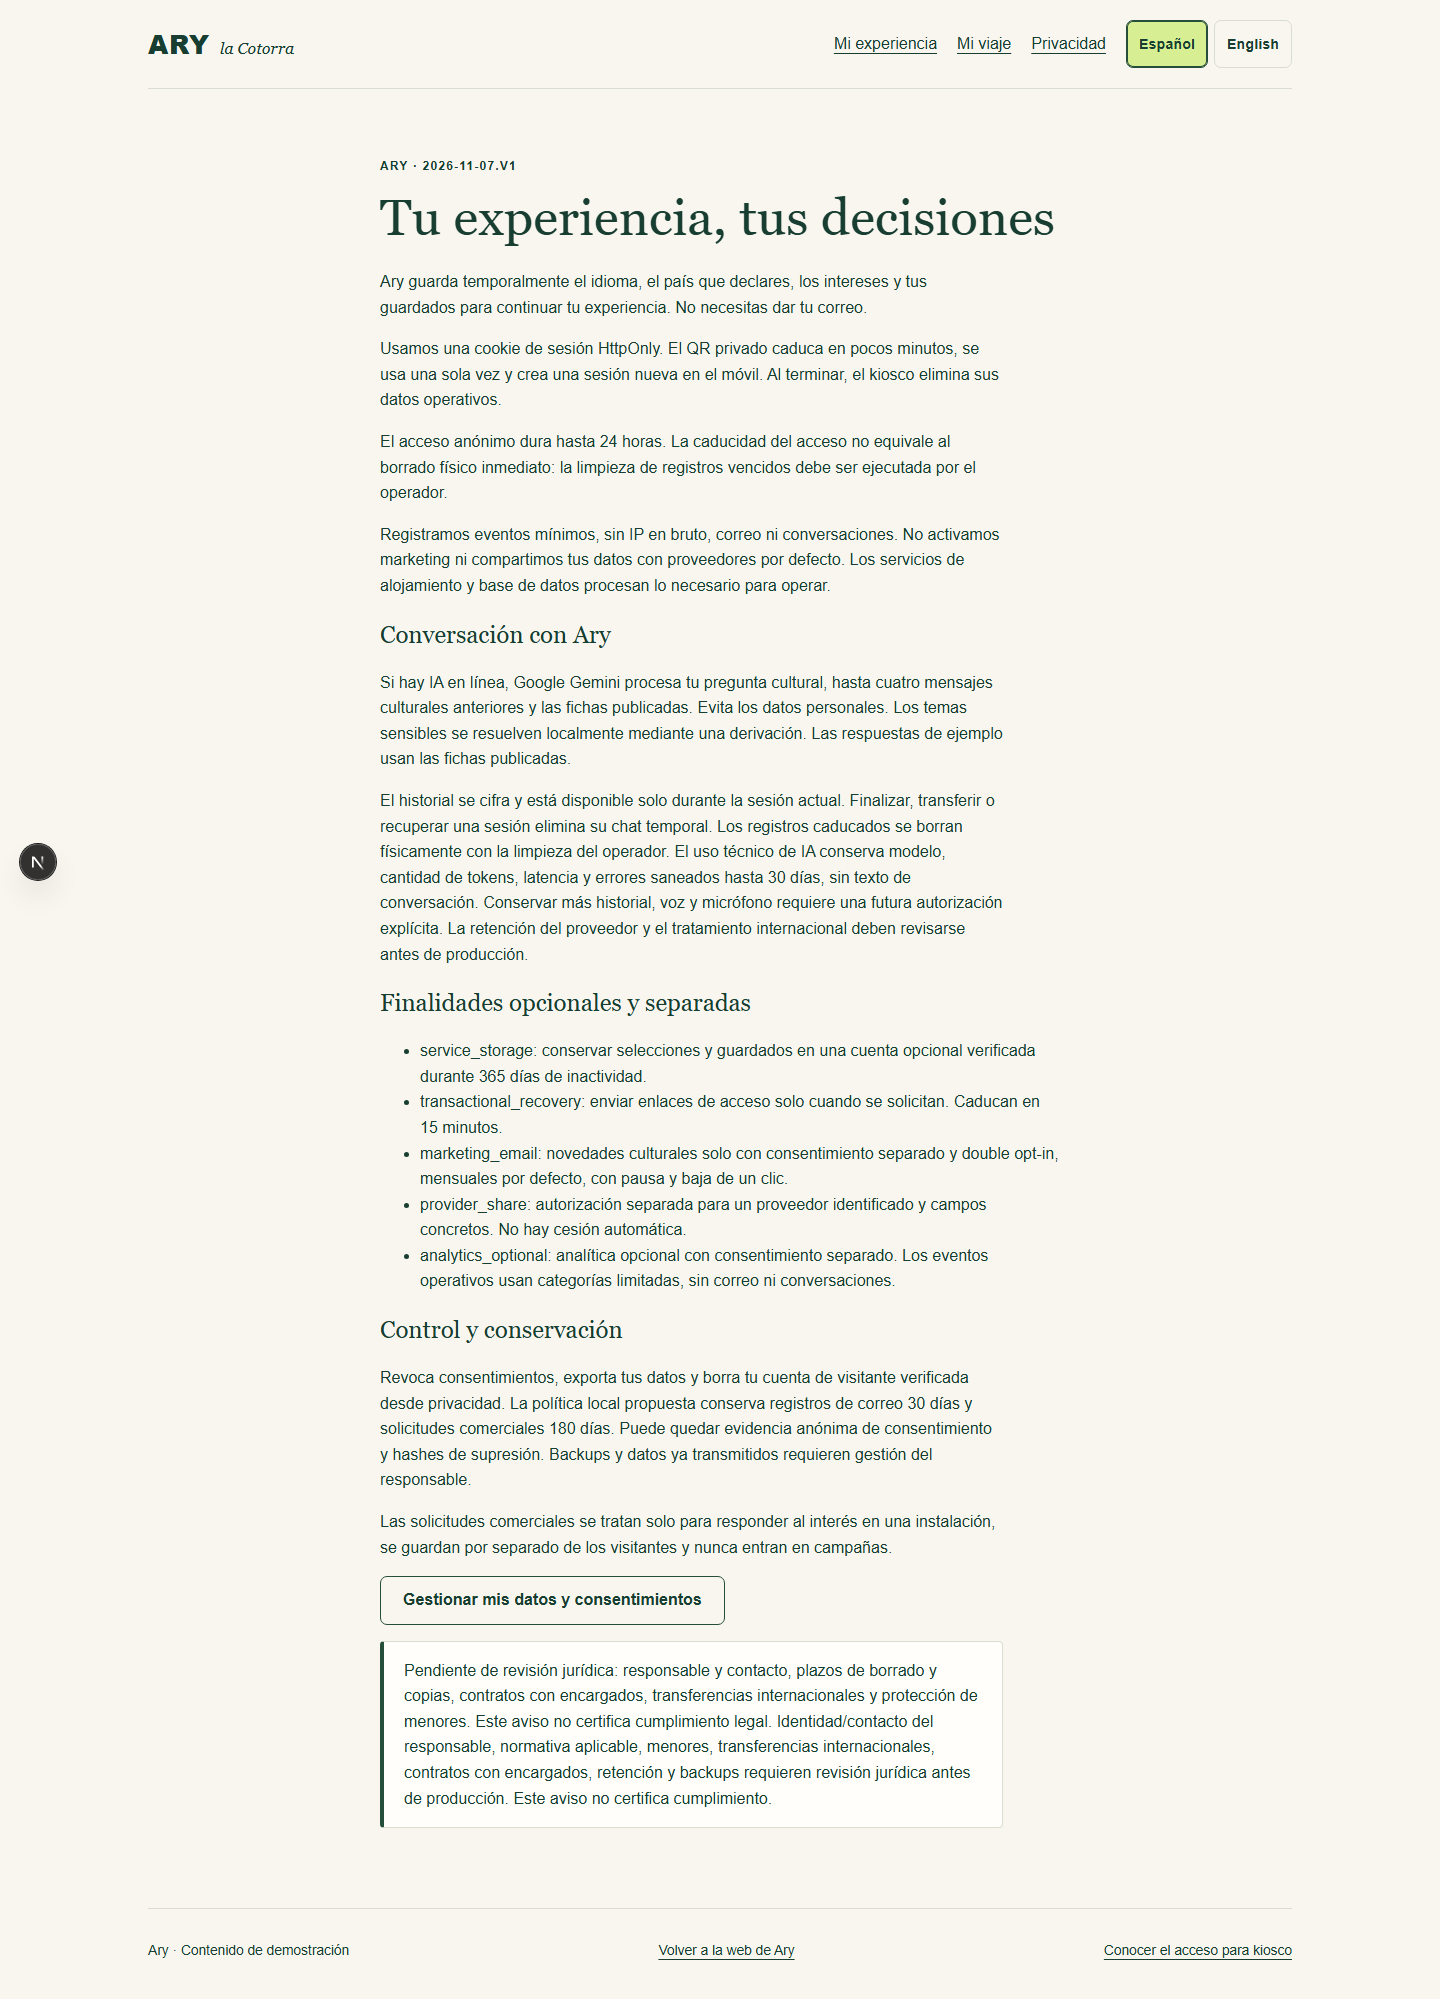 ARY la Cotorra
Mi experiencia Mi viaje Privacidad Español English
ARY · 2026-11-07.V1
Tu experiencia, tus decisiones
Ary guarda temporalmente el idioma, el país que declares, los intereses y tus
guardados para continuar tu experiencia. No necesitas dar tu correo.
Usamos una cookie de sesión HttpOnly. El QR privado caduca en pocos minutos, se
usa una sola vez y crea una sesión nueva en el móvil. Al terminar, el kiosco elimina sus
datos operativos.
El acceso anónimo dura hasta 24 horas. La caducidad del acceso no equivale al
borrado físico inmediato: la limpieza de registros vencidos debe ser ejecutada por el
operador.
Registramos eventos mínimos, sin IP en bruto, correo ni conversaciones. No activamos
marketing ni compartimos tus datos con proveedores por defecto. Los servicios de
alojamiento y base de datos procesan lo necesario para operar.
Conversación con Ary
Si hay IA en línea, Google Gemini procesa tu pregunta cultural, hasta cuatro mensajes
culturales anteriores y las fichas publicadas. Evita los datos personales. Los temas
sensibles se resuelven localmente mediante una derivación. Las respuestas de ejemplo
usan las fichas publicadas.
El historial se cifra y está disponible solo durante la sesión actual. Finalizar, transferir o
recuperar una sesión elimina su chat temporal. Los registros caducados se borran
físicamente con la limpieza del operador. El uso técnico de IA conserva modelo,
cantidad de tokens, latencia y errores saneados hasta 30 días, sin texto de
conversación. Conservar más historial, voz y micrófono requiere una futura autorización
explícita. La retención del proveedor y el tratamiento internacional deben revisarse
antes de producción.
Finalidades opcionales y separadas
• service_storage: conservar selecciones y guardados en una cuenta opcional verificada
durante 365 días de inactividad.
• transactional_recovery: enviar enlaces de acceso solo cuando se solicitan. Caducan en
15 minutos.
• marketing_email: novedades culturales solo con consentimiento separado y double opt-in,
mensuales por defecto, con pausa y baja de un clic.
• provider_share: autorización separada para un proveedor identificado y campos
concretos. No hay cesión automática.
• analytics_optional: analítica opcional con consentimiento separado. Los eventos
operativos usan categorías limitadas, sin correo ni conversaciones.
Control y conservación
Revoca consentimientos, exporta tus datos y borra tu cuenta de visitante verificada
desde privacidad. La política local propuesta conserva registros de correo 30 días y
solicitudes comerciales 180 días. Puede quedar evidencia anónima de consentimiento
y hashes de supresión. Backups y datos ya transmitidos requieren gestión del
responsable.
Las solicitudes comerciales se tratan solo para responder al interés en una instalación,
se guardan por separado de los visitantes y nunca entran en campañas.
Gestionar mis datos y consentimientos
Pendiente de revisión jurídica: responsable y contacto, plazos de borrado y
copias, contratos con encargados, transferencias internacionales y protección de
menores. Este aviso no certifica cumplimiento legal. Identidad/contacto del
responsable, normativa aplicable, menores, transferencias internacionales,
contratos con encargados, retención y backups requieren revisión jurídica antes
de producción. Este aviso no certifica cumplimiento.
Ary · Contenido de demostración Volver a la web de Ary Conocer el acceso para kiosco
N